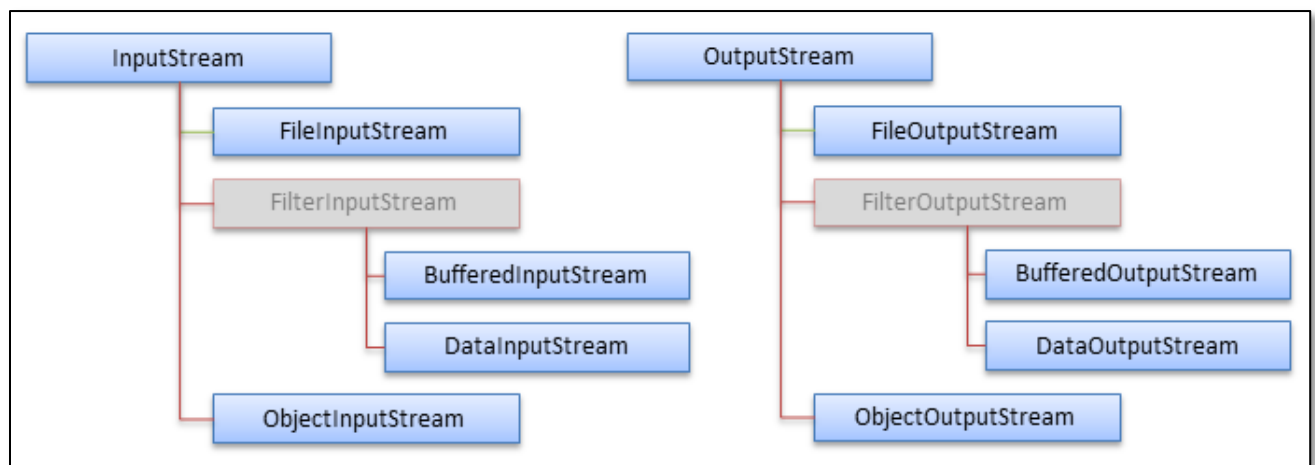 InputStream
FileInputStream
FilterInputStream
BufferedInputStream
DataInputStream
ObjectInputStream
OutputStream
FileOutputStream
FilterOutputStream
BufferedOutputStream
DataOutputStream
ObjectOutputStream